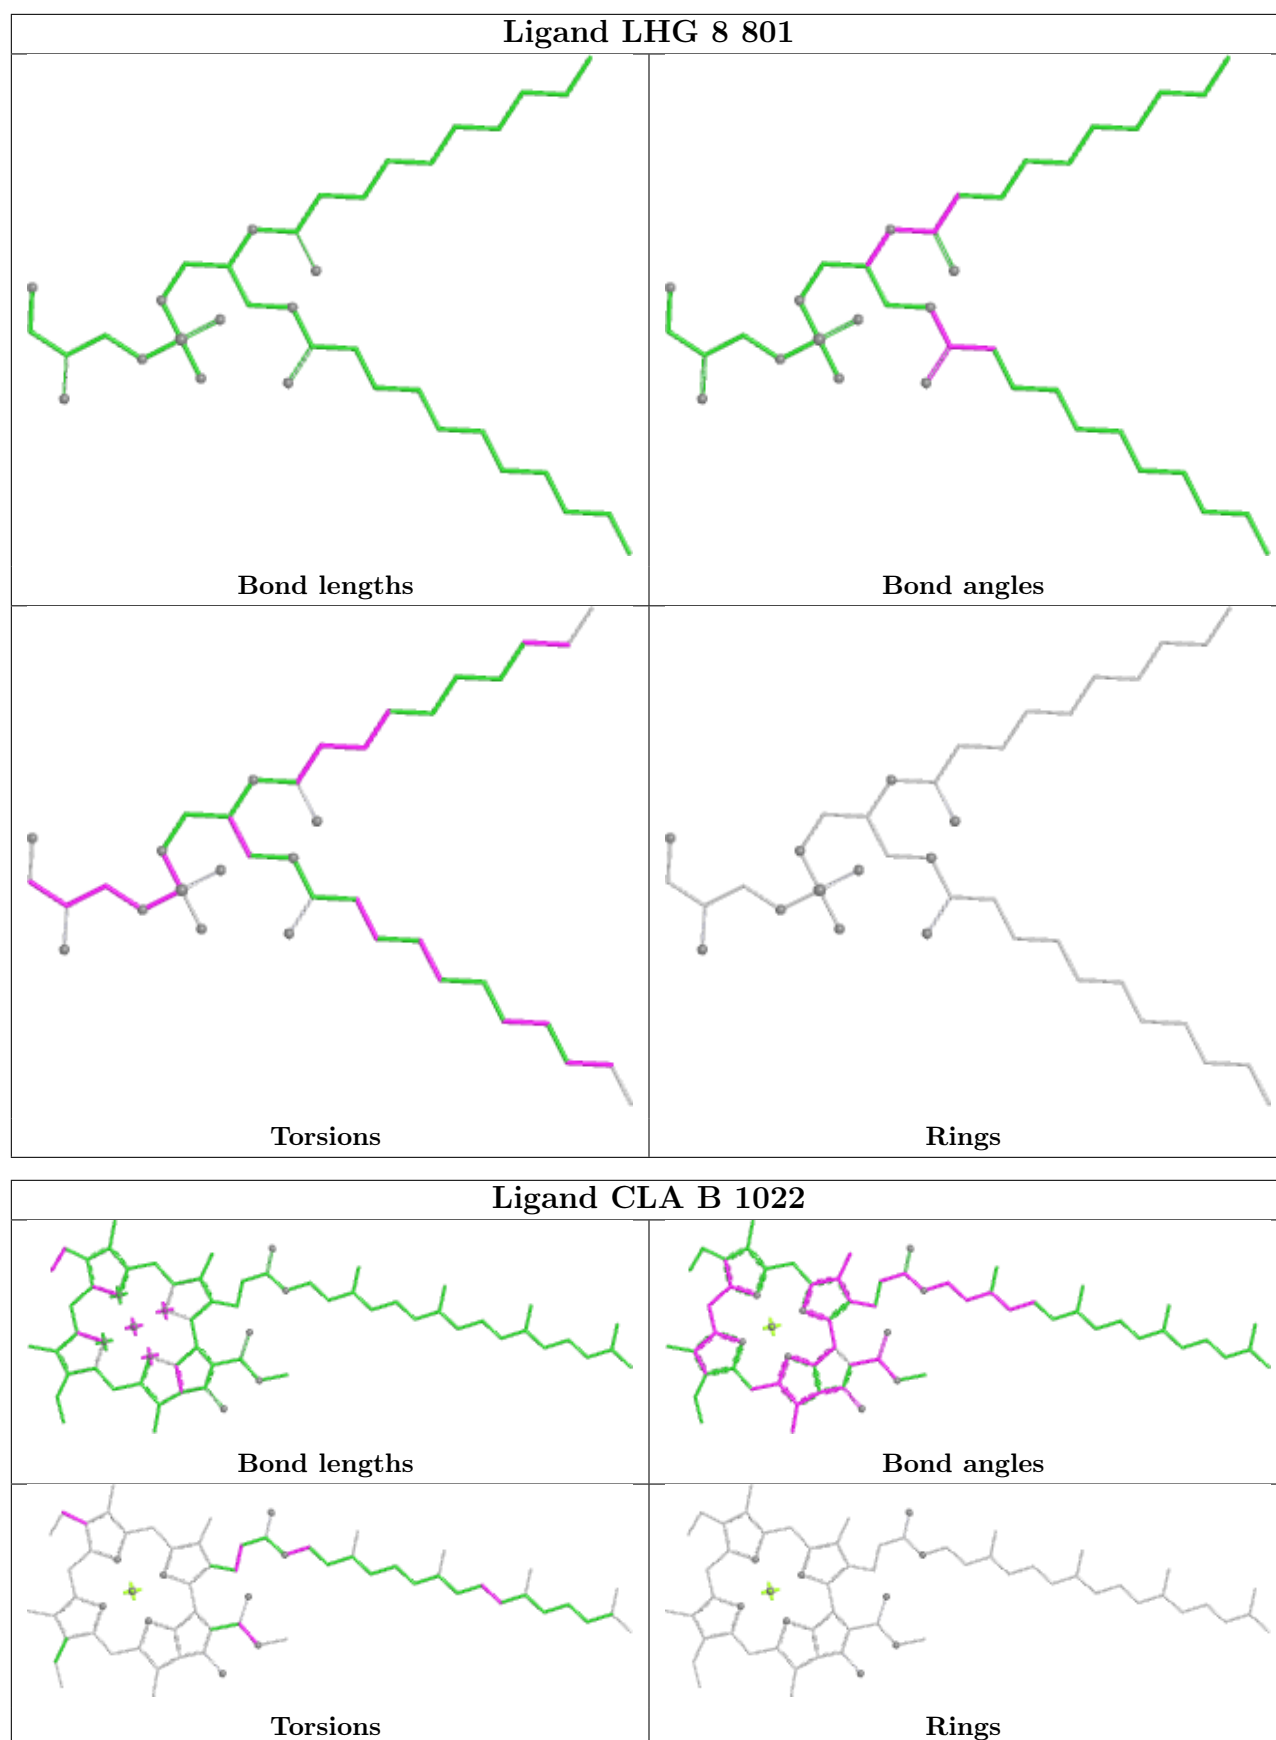 Ligand LHG 8 801
Bond lengths
Bond angles
Torsions
Rings
Ligand CLA B 1022
Bond lengths
Bond angles
Torsions
Rings